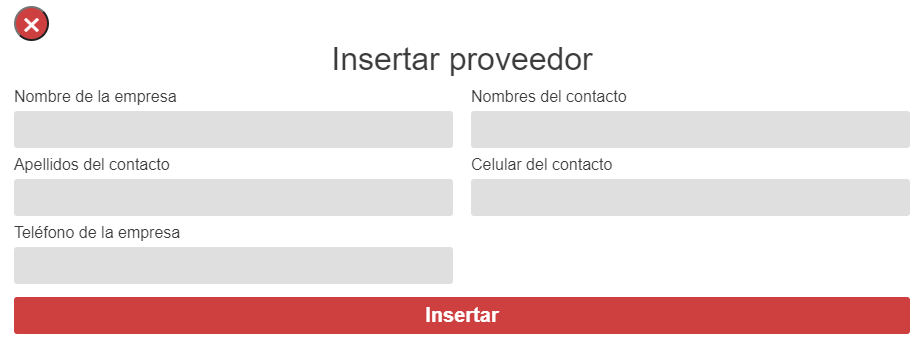 Insertar proveedor
Nombre de la empresa
Nombres del contacto
Apellidos del contacto
Celular del contacto
Teléfono de la empresa
Insertar